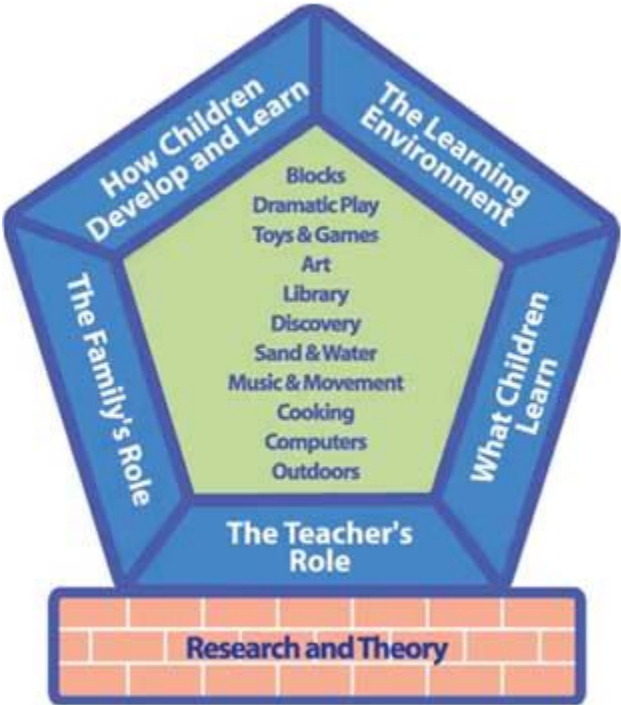 How Children
Develop and Learn
The Learning
Environment
Blocks
Dramatic Play
Toys & Games
Art
Library
Discovery
Sand & Water
Music & Movement
Cooking
Computers
Outdoors
The Family's Role
What Children
Learn
The Teacher's
Role
Research and Theory